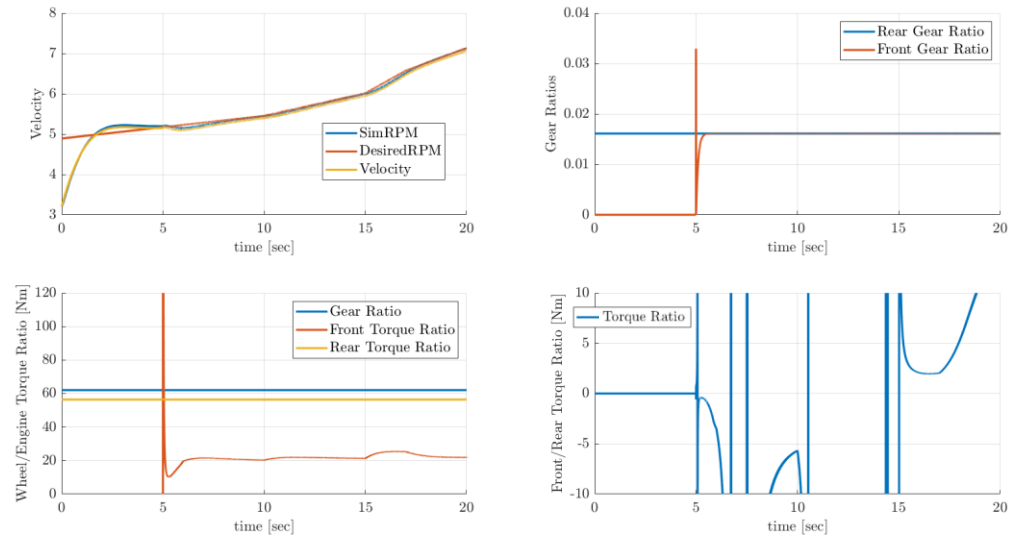 8
7
6
5
4
3
Velocity
SimRPM
DesiredRPM
Velocity
0 5 10 15 20
time [sec]
0.04
0.03
0.02
0.01
0
Gear Ratios
Rear Gear Ratio
Front Gear Ratio
0 5 10 15 20
time [sec]
120
100
80
60
40
20
0
Wheel/Engine Torque Ratio [Nm]
Gear Ratio
Front Torque Ratio
Rear Torque Ratio
0 5 10 15 20
time [sec]
10
5
0
-5
-10
Front/Rear Torque Ratio [Nm]
Torque Ratio
0 5 10 15 20
time [sec]